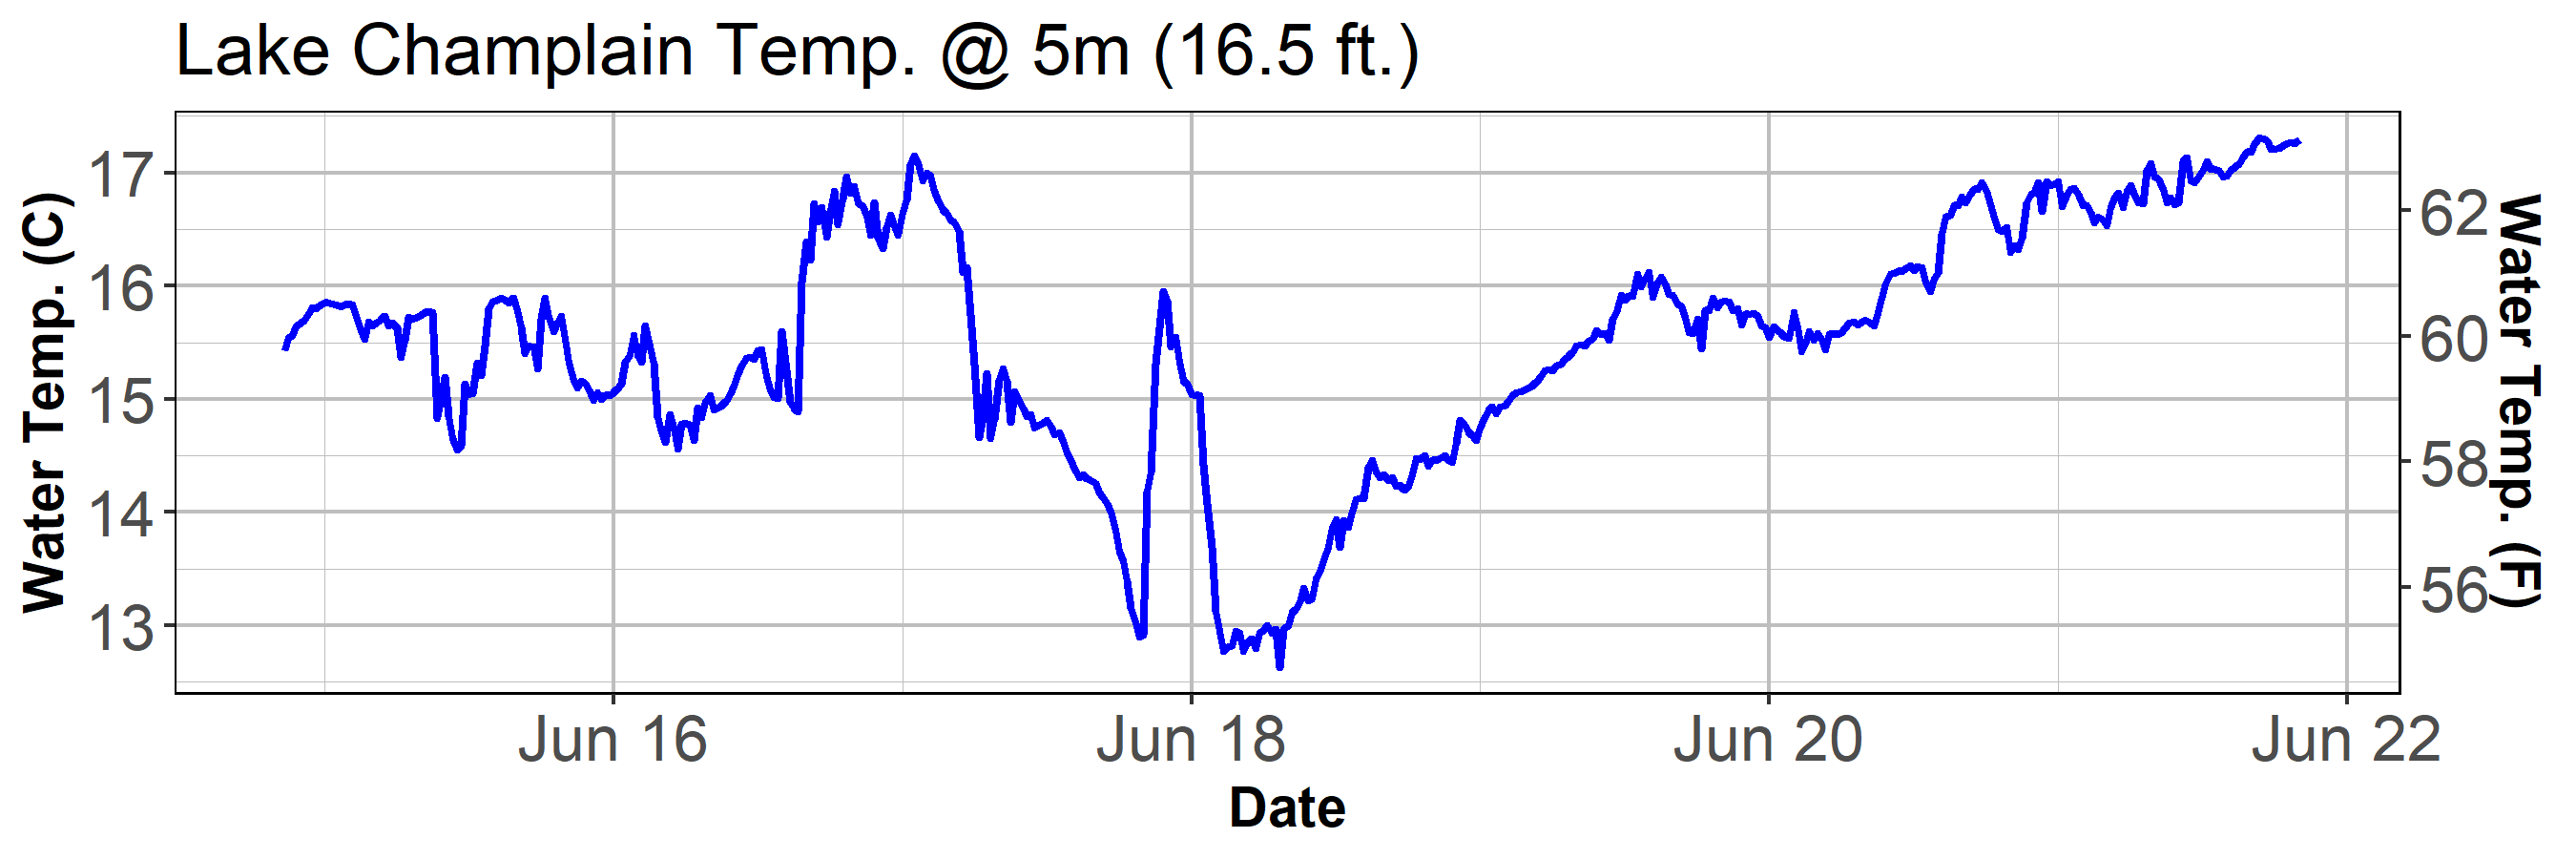 Lake Champlain Temp. @ 5m (16.5 ft.)
Water Temp. (C)
17
16
15
14
13
62
60
58
56
Water Temp. (F)
Jun 16 Jun 18 Jun 20 Jun 22
Date